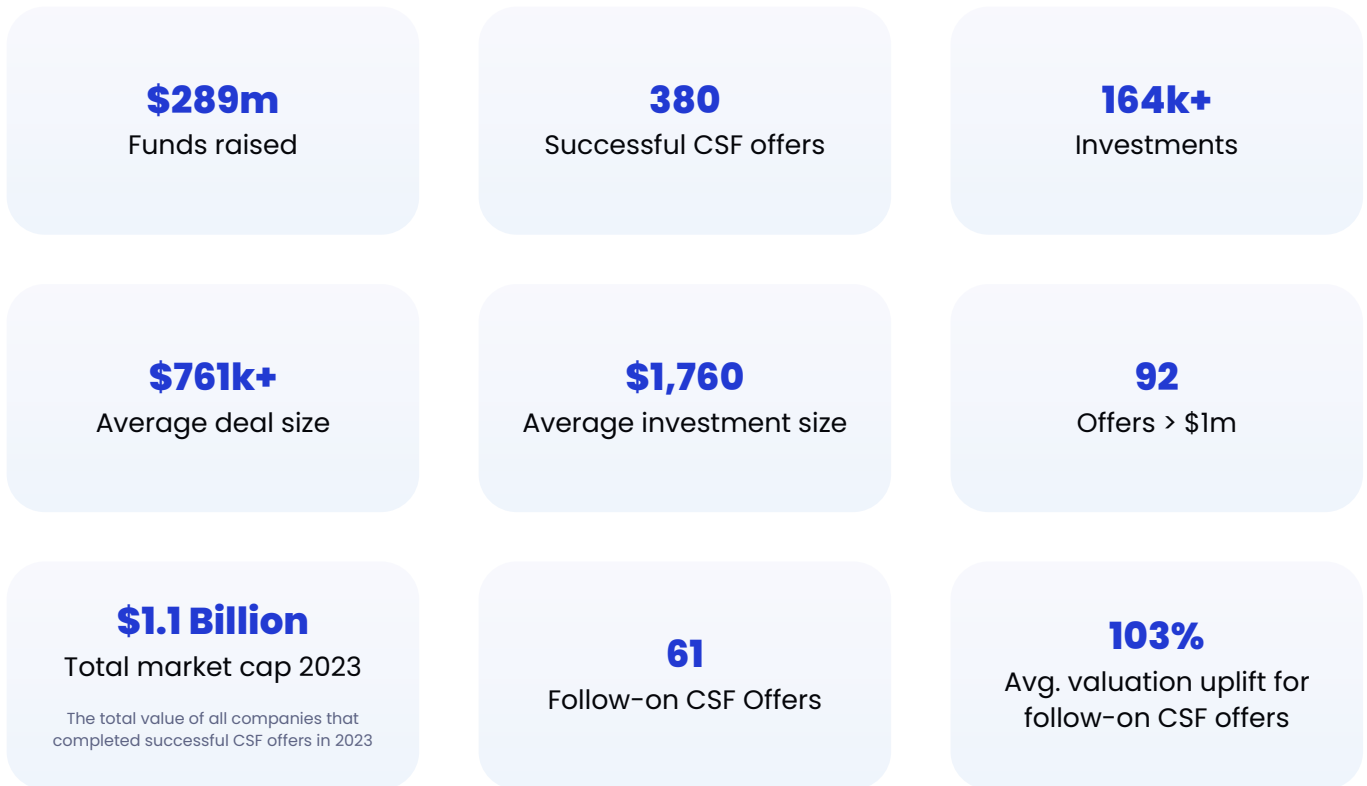 $289m
Funds raised
380
Successful CSF offers
164k+
Investments
$761k+
Average deal size
$1,760
Average investment size
92
Offers > $1m
$1.1 Billion
Total market cap 2023
The total value of all companies that
completed successful CSF offers in 2023
61
Follow-on CSF Offers
103%
Avg. valuation uplift for
follow-on CSF offers